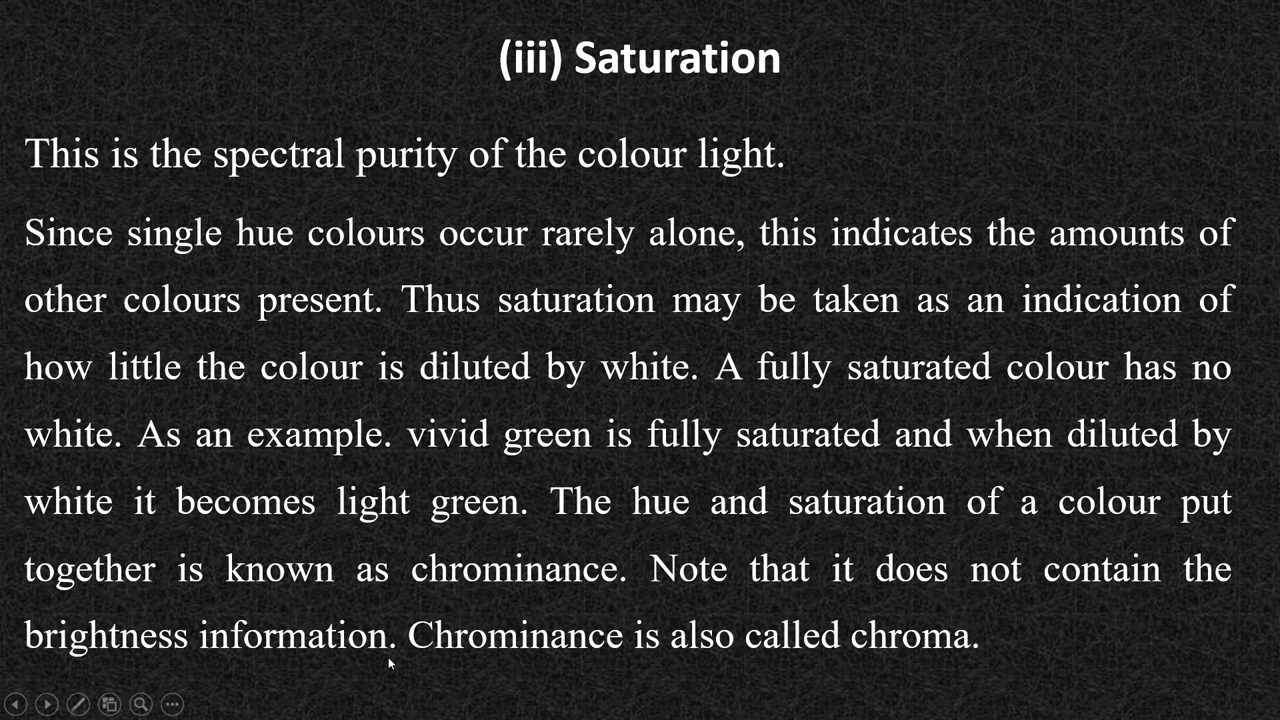 (iii) Saturation
This is the spectral purity of the colour light.
Since single hue colours occur rarely alone, this indicates the amounts of
other colours present. Thus saturation may be taken as an indication of
how little the colour is diluted by white. A fully saturated colour has no
white. As an example. vivid green is fully saturated and when diluted by
white it becomes light green. The hue and saturation of a colour put
together is known as chrominance. Note that it does not contain the
brightness information. Chrominance is also called chroma.